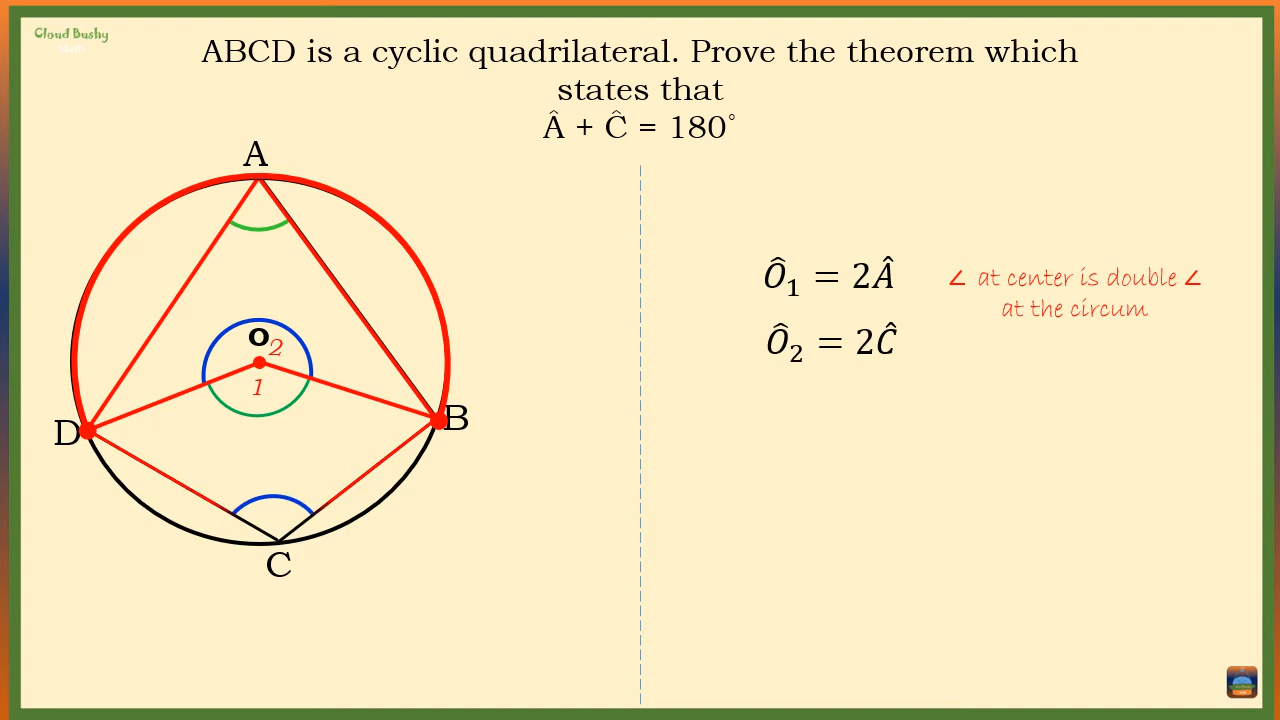 Cloud Bushy
Math
ABCD is a cyclic quadrilateral. Prove the theorem which
states that
Â + Ĉ = 180°
A
O
2
1
D
B
C
Ô₁ = 2Â
∠ at center is double ∠
at the circum
Ô₂ = 2Ĉ